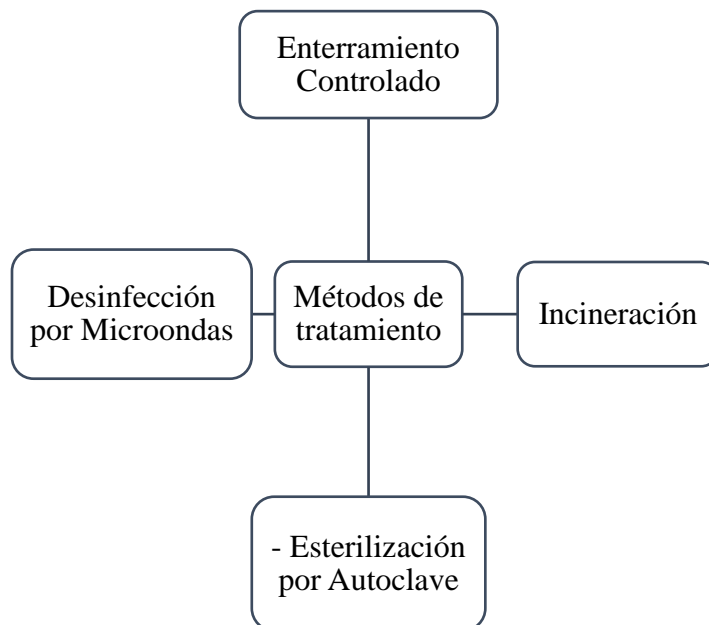 Enterramiento
Controlado
Desinfección
por Microondas
Métodos de
tratamiento
Incineración
- Esterilización
por Autoclave